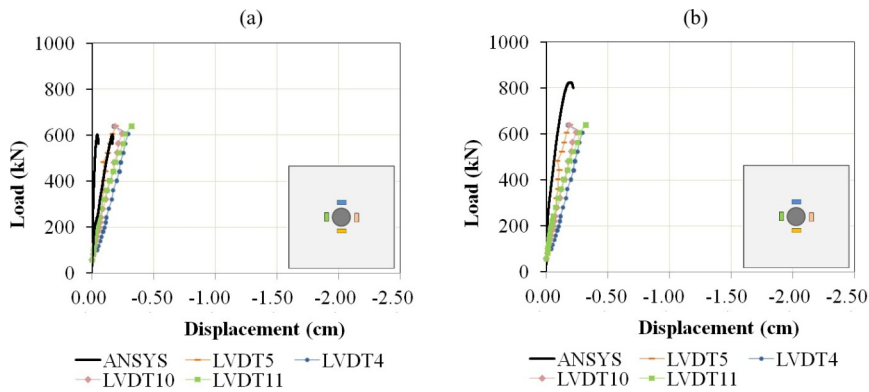 (a)
1000
800
600
400
200
0
Load (kN)
0.00 -0.50 -1.00 -1.50 -2.00 -2.50
Displacement (cm)
ANSYS LVDT5 LVDT4
LVDT10 LVDT11
(b)
1000
800
600
400
200
0
Load (kN)
0.00 -0.50 -1.00 -1.50 -2.00 -2.50
Displacement (cm)
ANSYS LVDT5 LVDT4
LVDT10 LVDT11